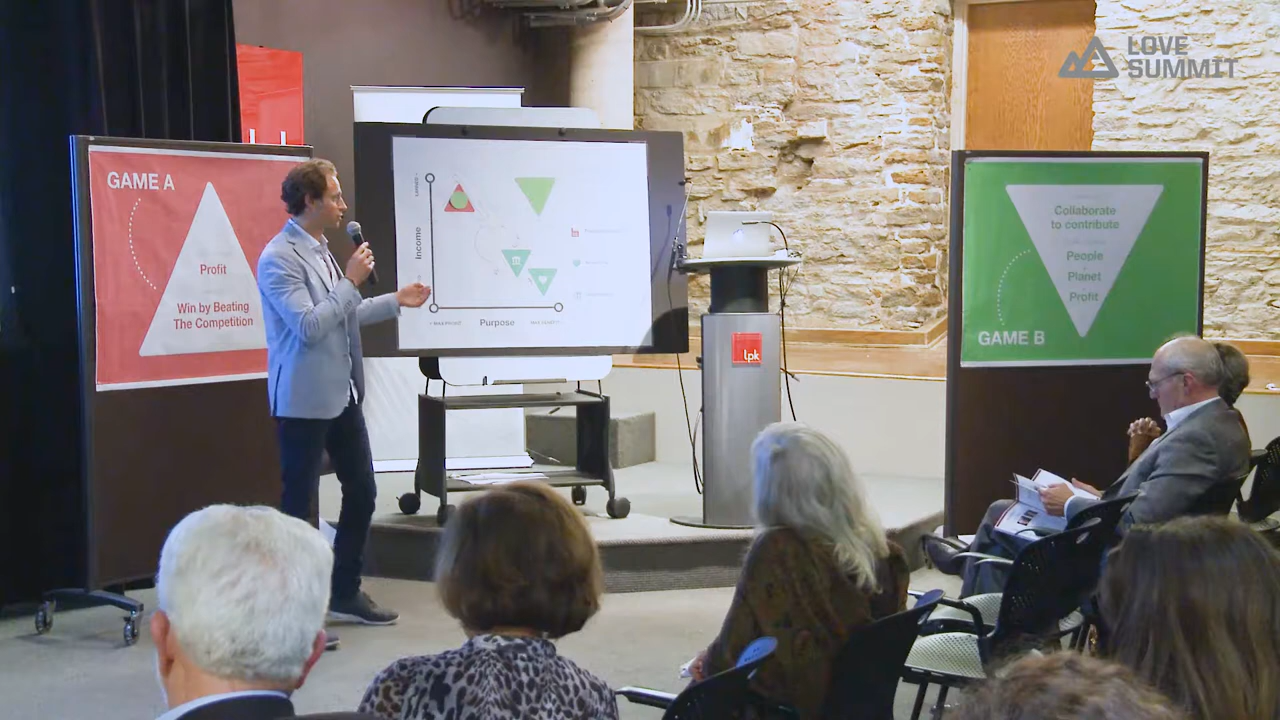 LOVE
SUMMIT
GAME A
Profit
Win by Beating
The Competition
Income
Purpose
lpk
Collaborate
to contribute
People
Planet
Profit
GAME B